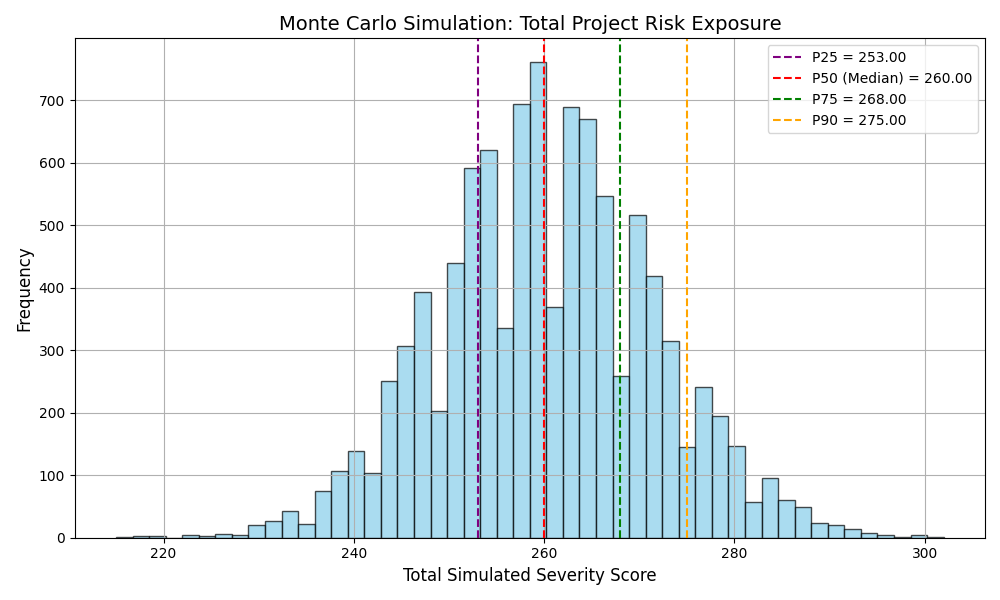 Monte Carlo Simulation: Total Project Risk Exposure
P25 = 253.00
P50 (Median) = 260.00
P75 = 268.00
P90 = 275.00
Frequency
700
600
500
400
300
200
100
0
220
240
260
280
300
Total Simulated Severity Score